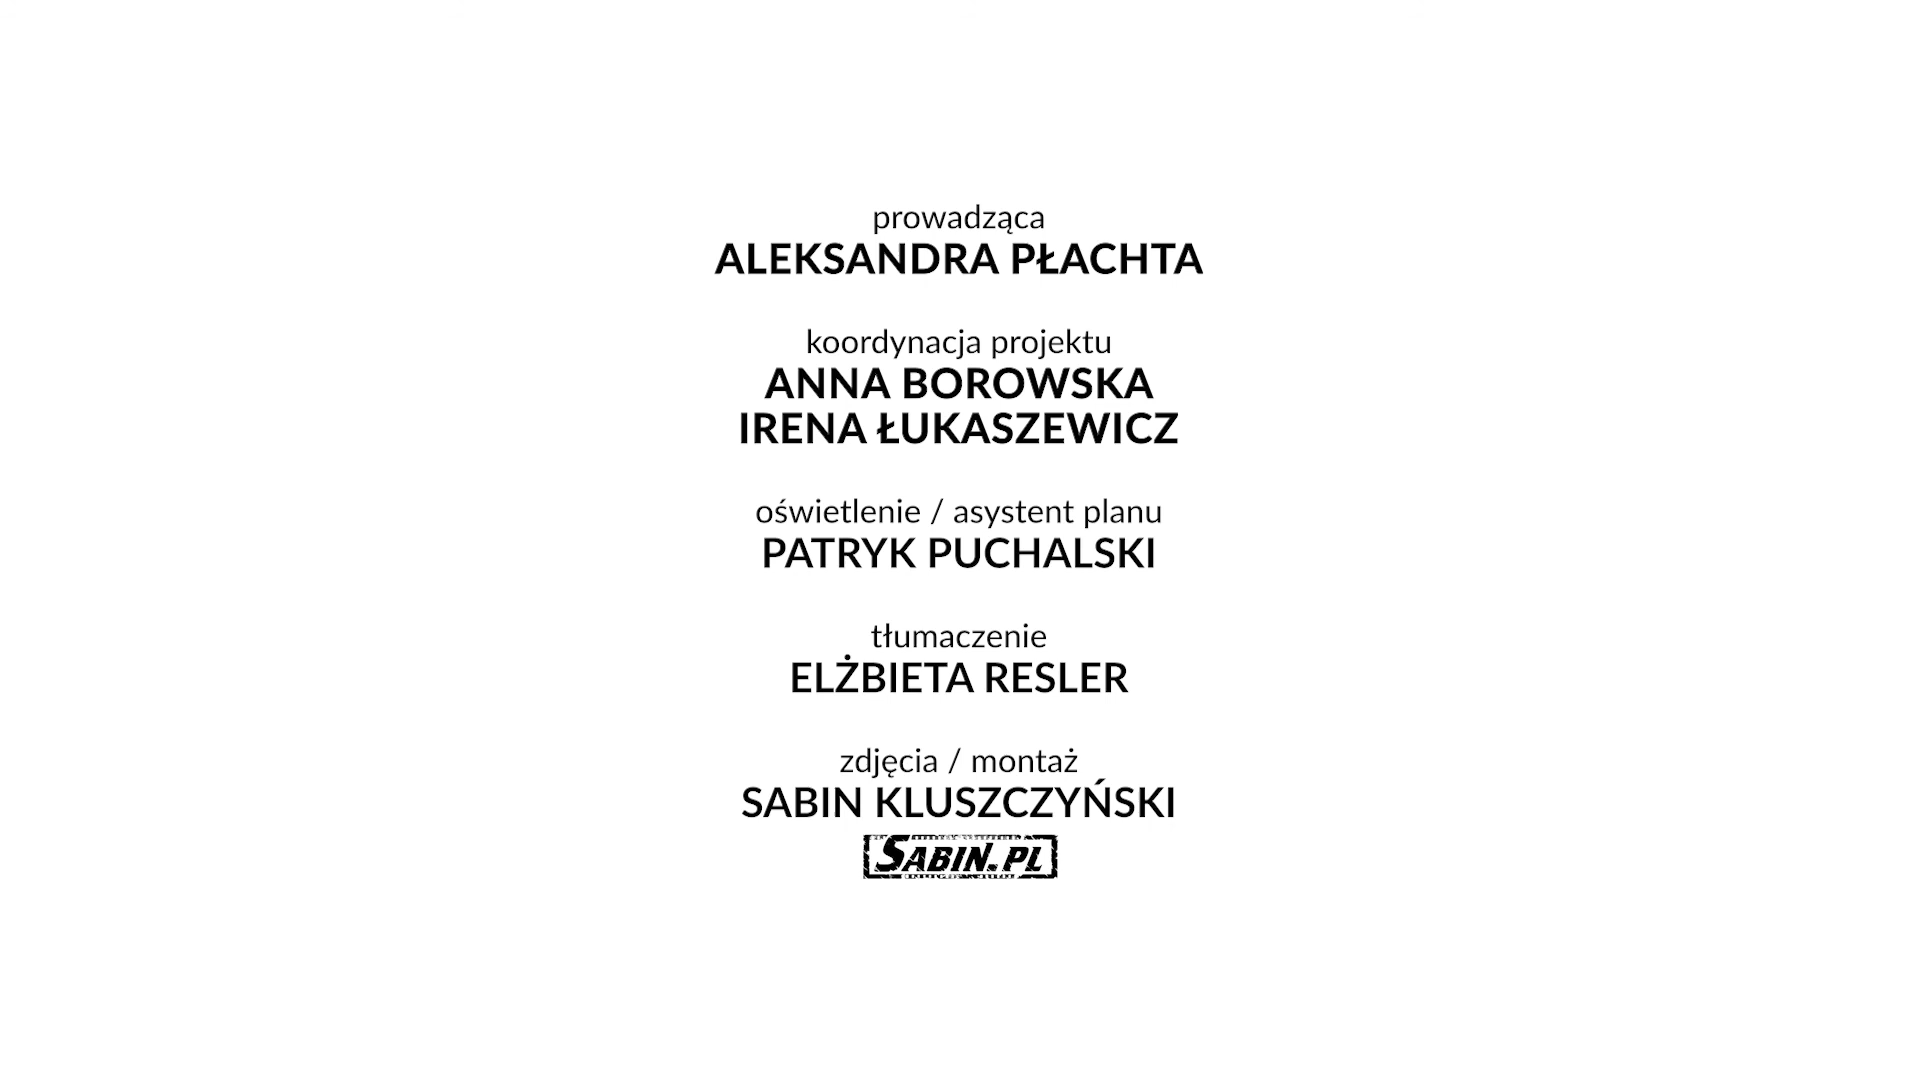 prowadząca
ALEKSANDRA PŁACHTA
koordynacja projektu
ANNA BOROWSKA
IRENA ŁUKASZEWICZ
oświetlenie / asystent planu
PATRYK PUCHALSKI
tłumaczenie
ELŻBIETA RESLER
zdjęcia / montaż
SABIN KLUSZCZYŃSKI
SABIN.PL